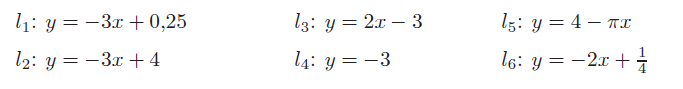 l₁: y = −3x + 0,25    l₃: y = 2x − 3    l₅: y = 4 − πx
l₂: y = −3x + 4    l₄: y = −3    l₆: y = −2x + 1/4